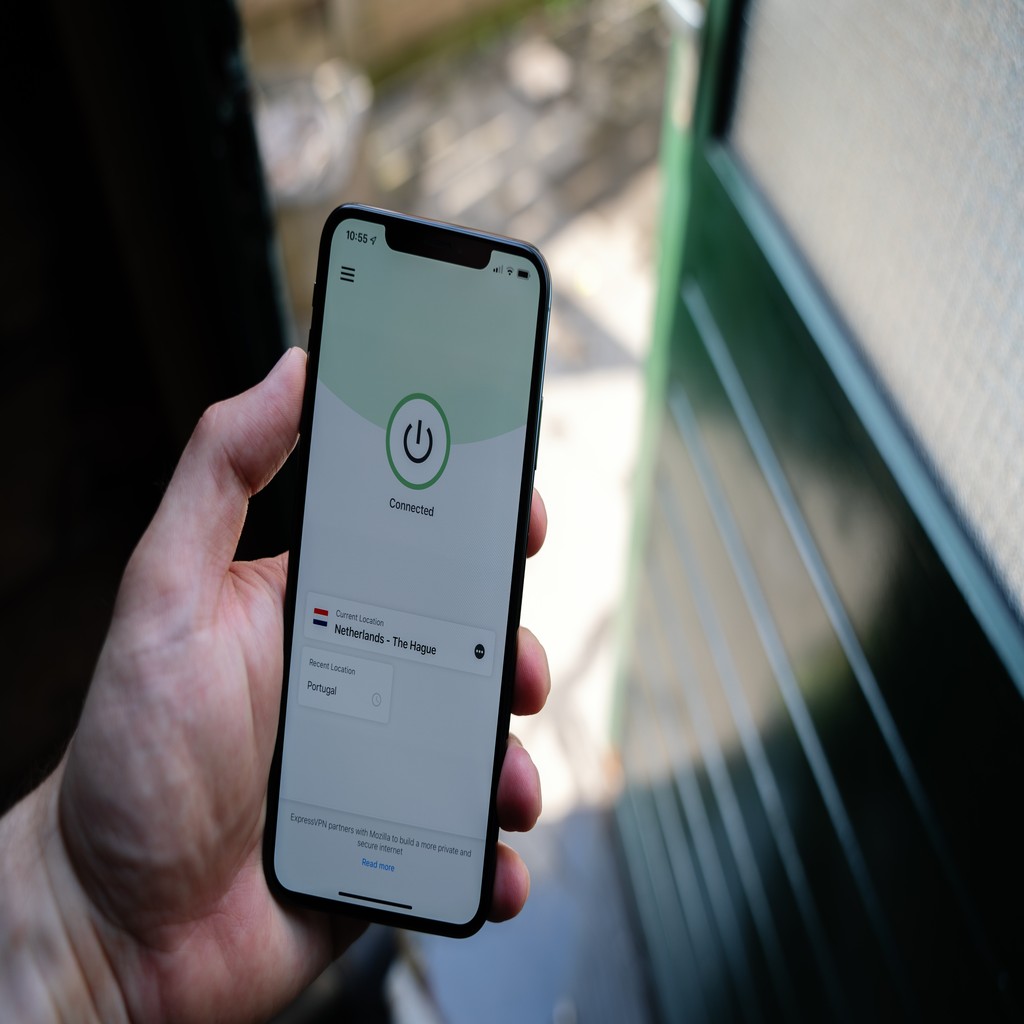 10:55
Connected
Current Location
Netherlands - The Hague
Recent Location
Portugal
ExpressVPN partners with Mozilla to build a more private and
secure internet
Read more